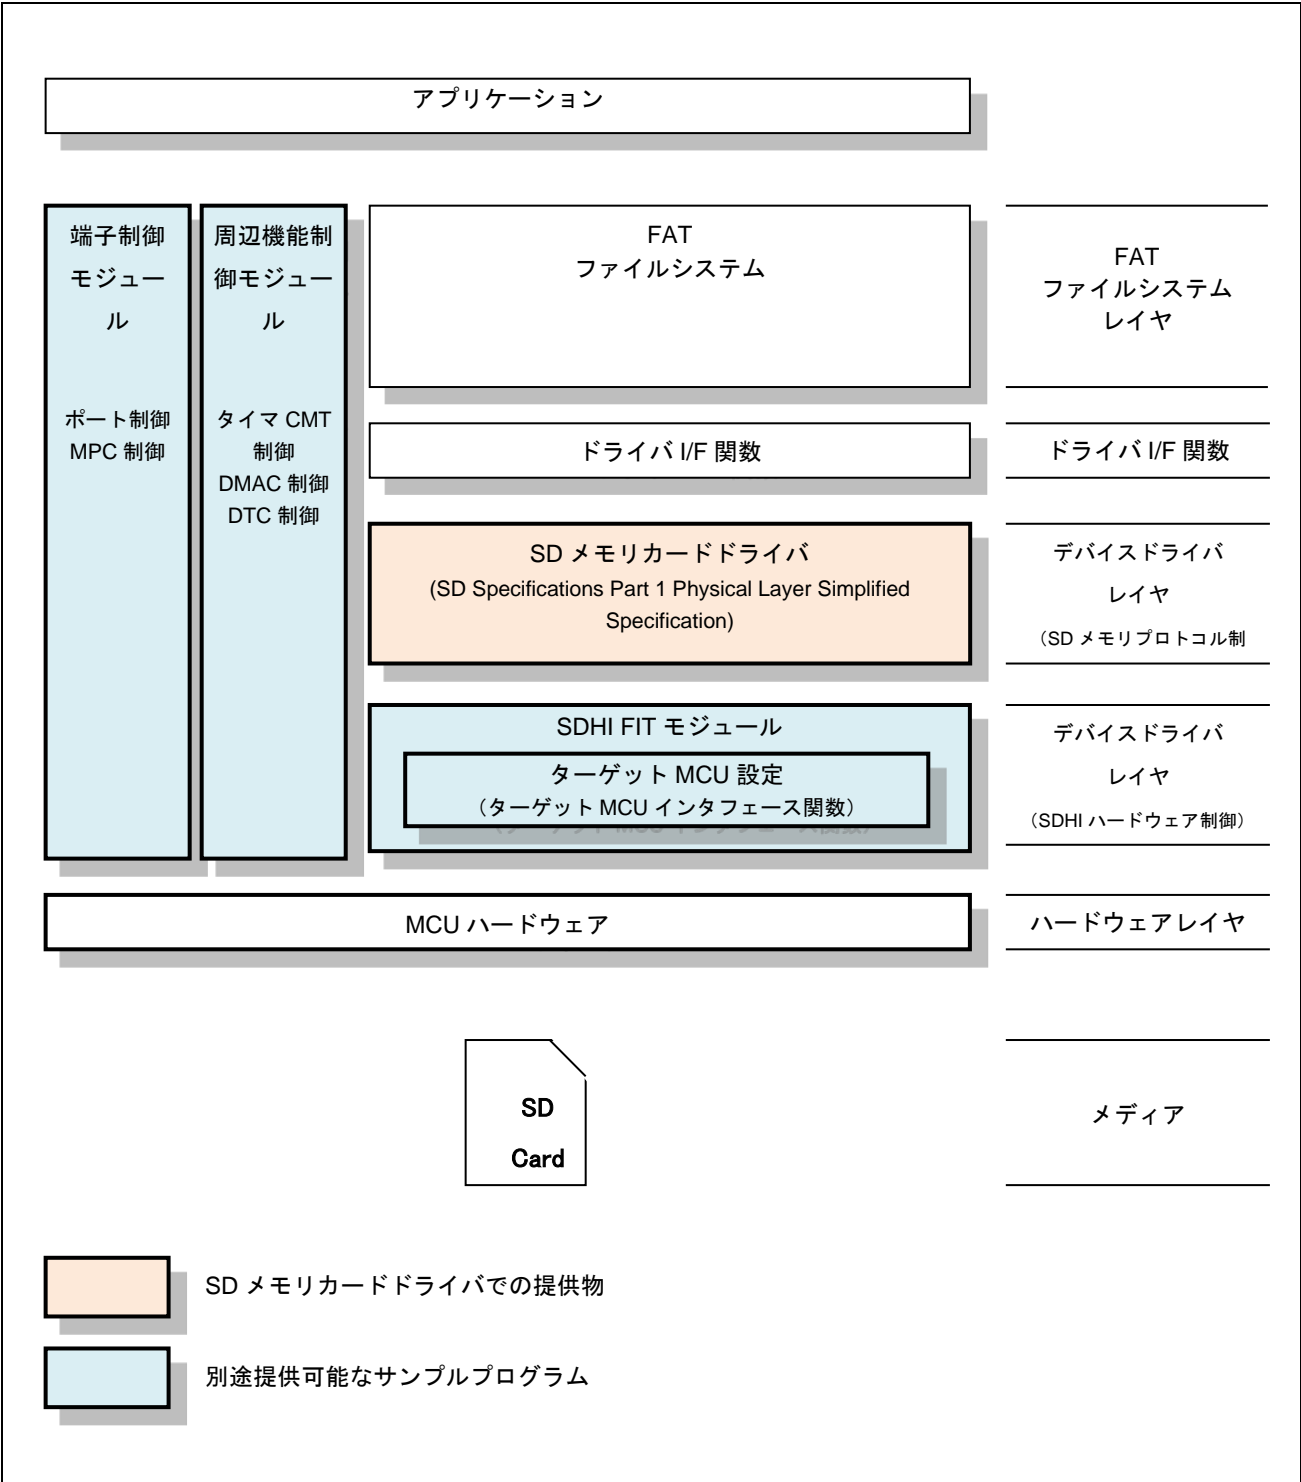 アプリケーション
端子制御
モジュー
ル
ポート制御
MPC 制御
周辺機能制
御モジュー
ル
タイマ CMT
制御
DMAC 制御
DTC 制御
FAT
ファイルシステム
FAT
ファイルシステム
レイヤ
ドライバ I/F 関数
ドライバ I/F 関数
SD メモリカードドライバ
(SD Specifications Part 1 Physical Layer Simplified
Specification)
デバイスドライバ
レイヤ
（SD メモリプロトコル制
SDHI FIT モジュール
ターゲット MCU 設定
（ターゲット MCU インタフェース関数）
デバイスドライバ
レイヤ
（SDHI ハードウェア制御）
MCU ハードウェア
ハードウェアレイヤ
SD
Card
メディア
SD メモリカードドライバでの提供物
別途提供可能なサンプルプログラム